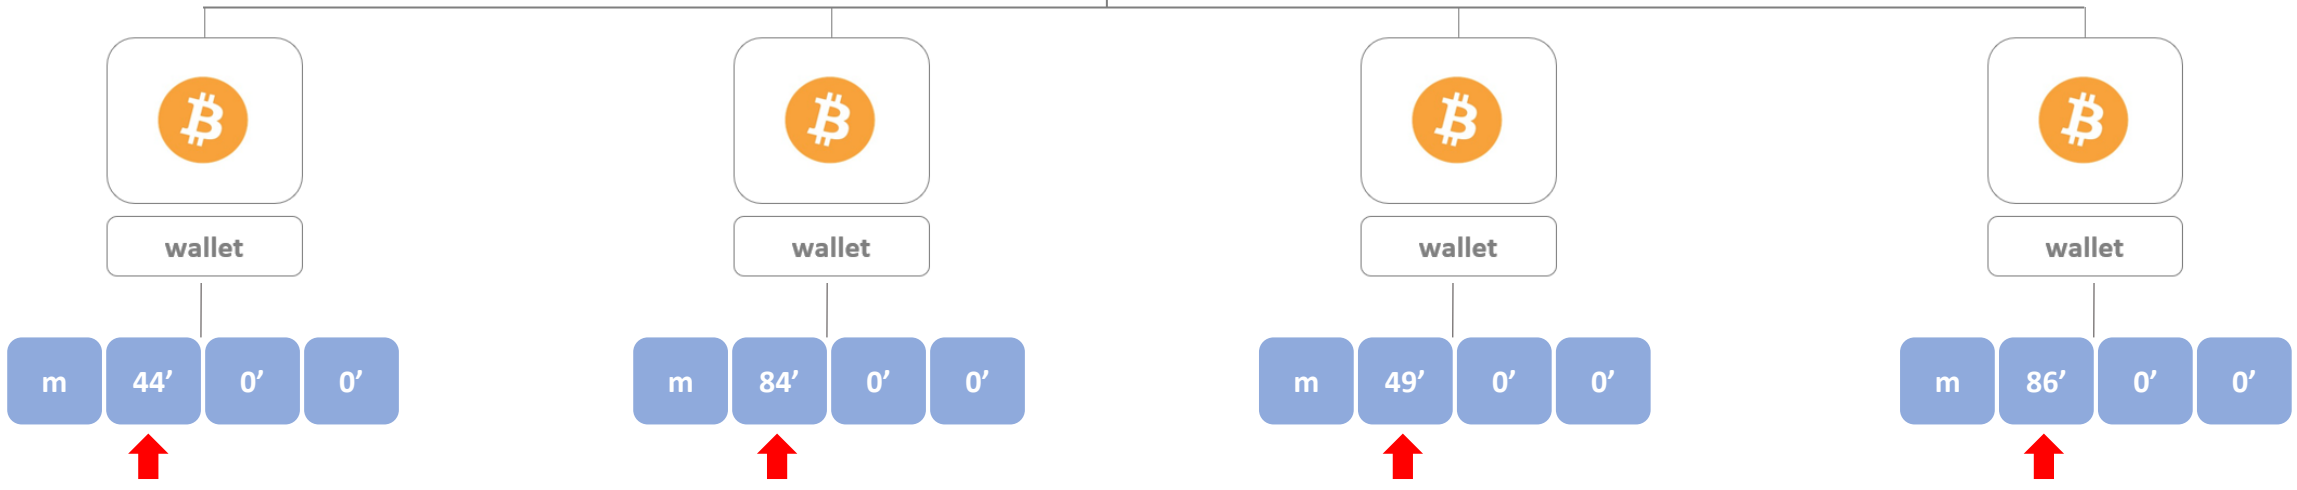 wallet wallet wallet wallet
m 44’ 0’ 0’ m 84’ 0’ 0’ m 49’ 0’ 0’ m 86’ 0’ 0’